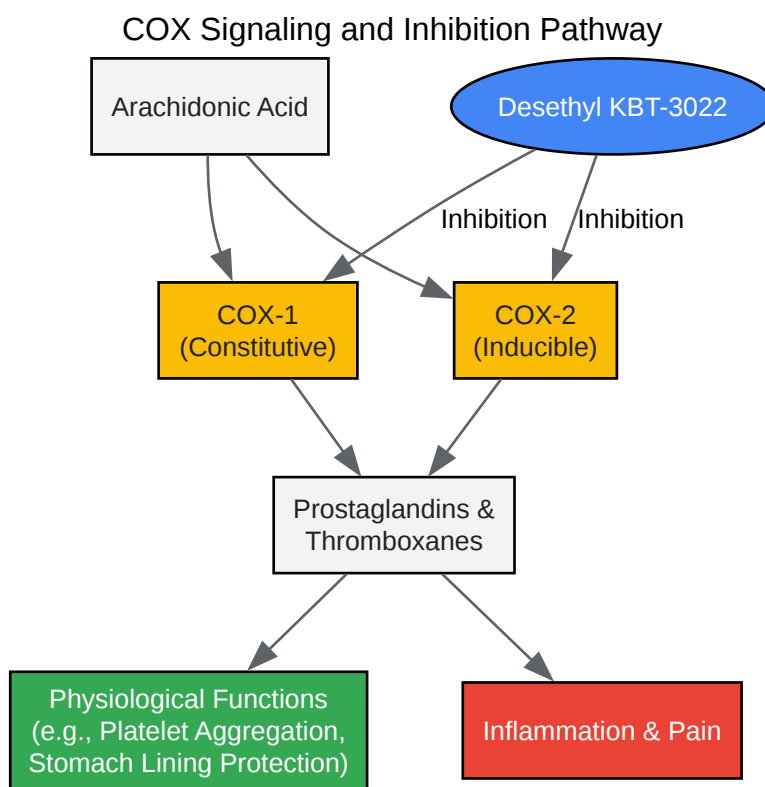 COX Signaling and Inhibition Pathway
Arachidonic Acid
Desethyl KBT-3022
Inhibition
Inhibition
COX-1
(Constitutive)
COX-2
(Inducible)
Prostaglandins &
Thromboxanes
Physiological Functions
(e.g., Platelet Aggregation,
Stomach Lining Protection)
Inflammation & Pain